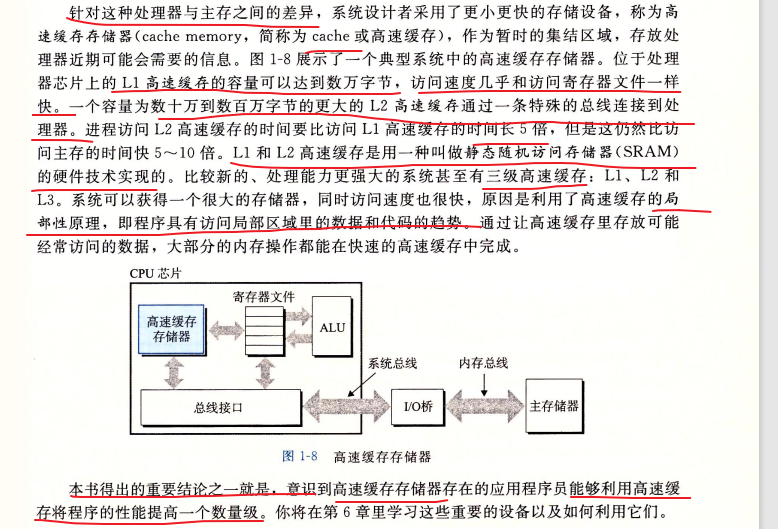 针对这种处理器与主存之间的差异，系统设计者采用了更小更快的存储设备，称为高
速缓存存储器(cache memory，简称为 cache 或高速缓存)，作为暂时的集结区域，存放处
理器近期可能会需要的信息。图 1-8 展示了一个典型系统中的高速缓存存储器。位于处理
器芯片上的 L1 高速缓存的容量可以达到数万字节，访问速度几乎和访问寄存器文件一样
快。一个容量为数十万到数百万字节的更大的 L2 高速缓存通过一条特殊的总线连接到处
理器。进程访问 L2 高速缓存的时间要比访问 L1 高速缓存的时间长 5 倍，但是这仍然比访
问主存的时间快 5～10 倍。L1 和 L2 高速缓存是用一种叫做静态随机访问存储器(SRAM)
的硬件技术实现的。比较新的、处理能力更强大的系统甚至有三级高速缓存：L1、L2 和
L3。系统可以获得一个很大的存储器，同时访问速度也很快，原因是利用了高速缓存的局
部性原理，即程序具有访问局部区域里的数据和代码的趋势。通过让高速缓存里存放可能
经常访问的数据，大部分的内存操作都能在快速的高速缓存中完成。
CPU 芯片
寄存器文件
高速缓存
存储器
ALU
系统总线
内存总线
总线接口
I/O桥
主存储器
图 1-8 高速缓存存储器
本书得出的重要结论之一就是，意识到高速缓存存储器存在的应用程序员能够利用高速缓
存将程序的性能提高一个数量级。你将在第 6 章里学习这些重要的设备以及如何利用它们。